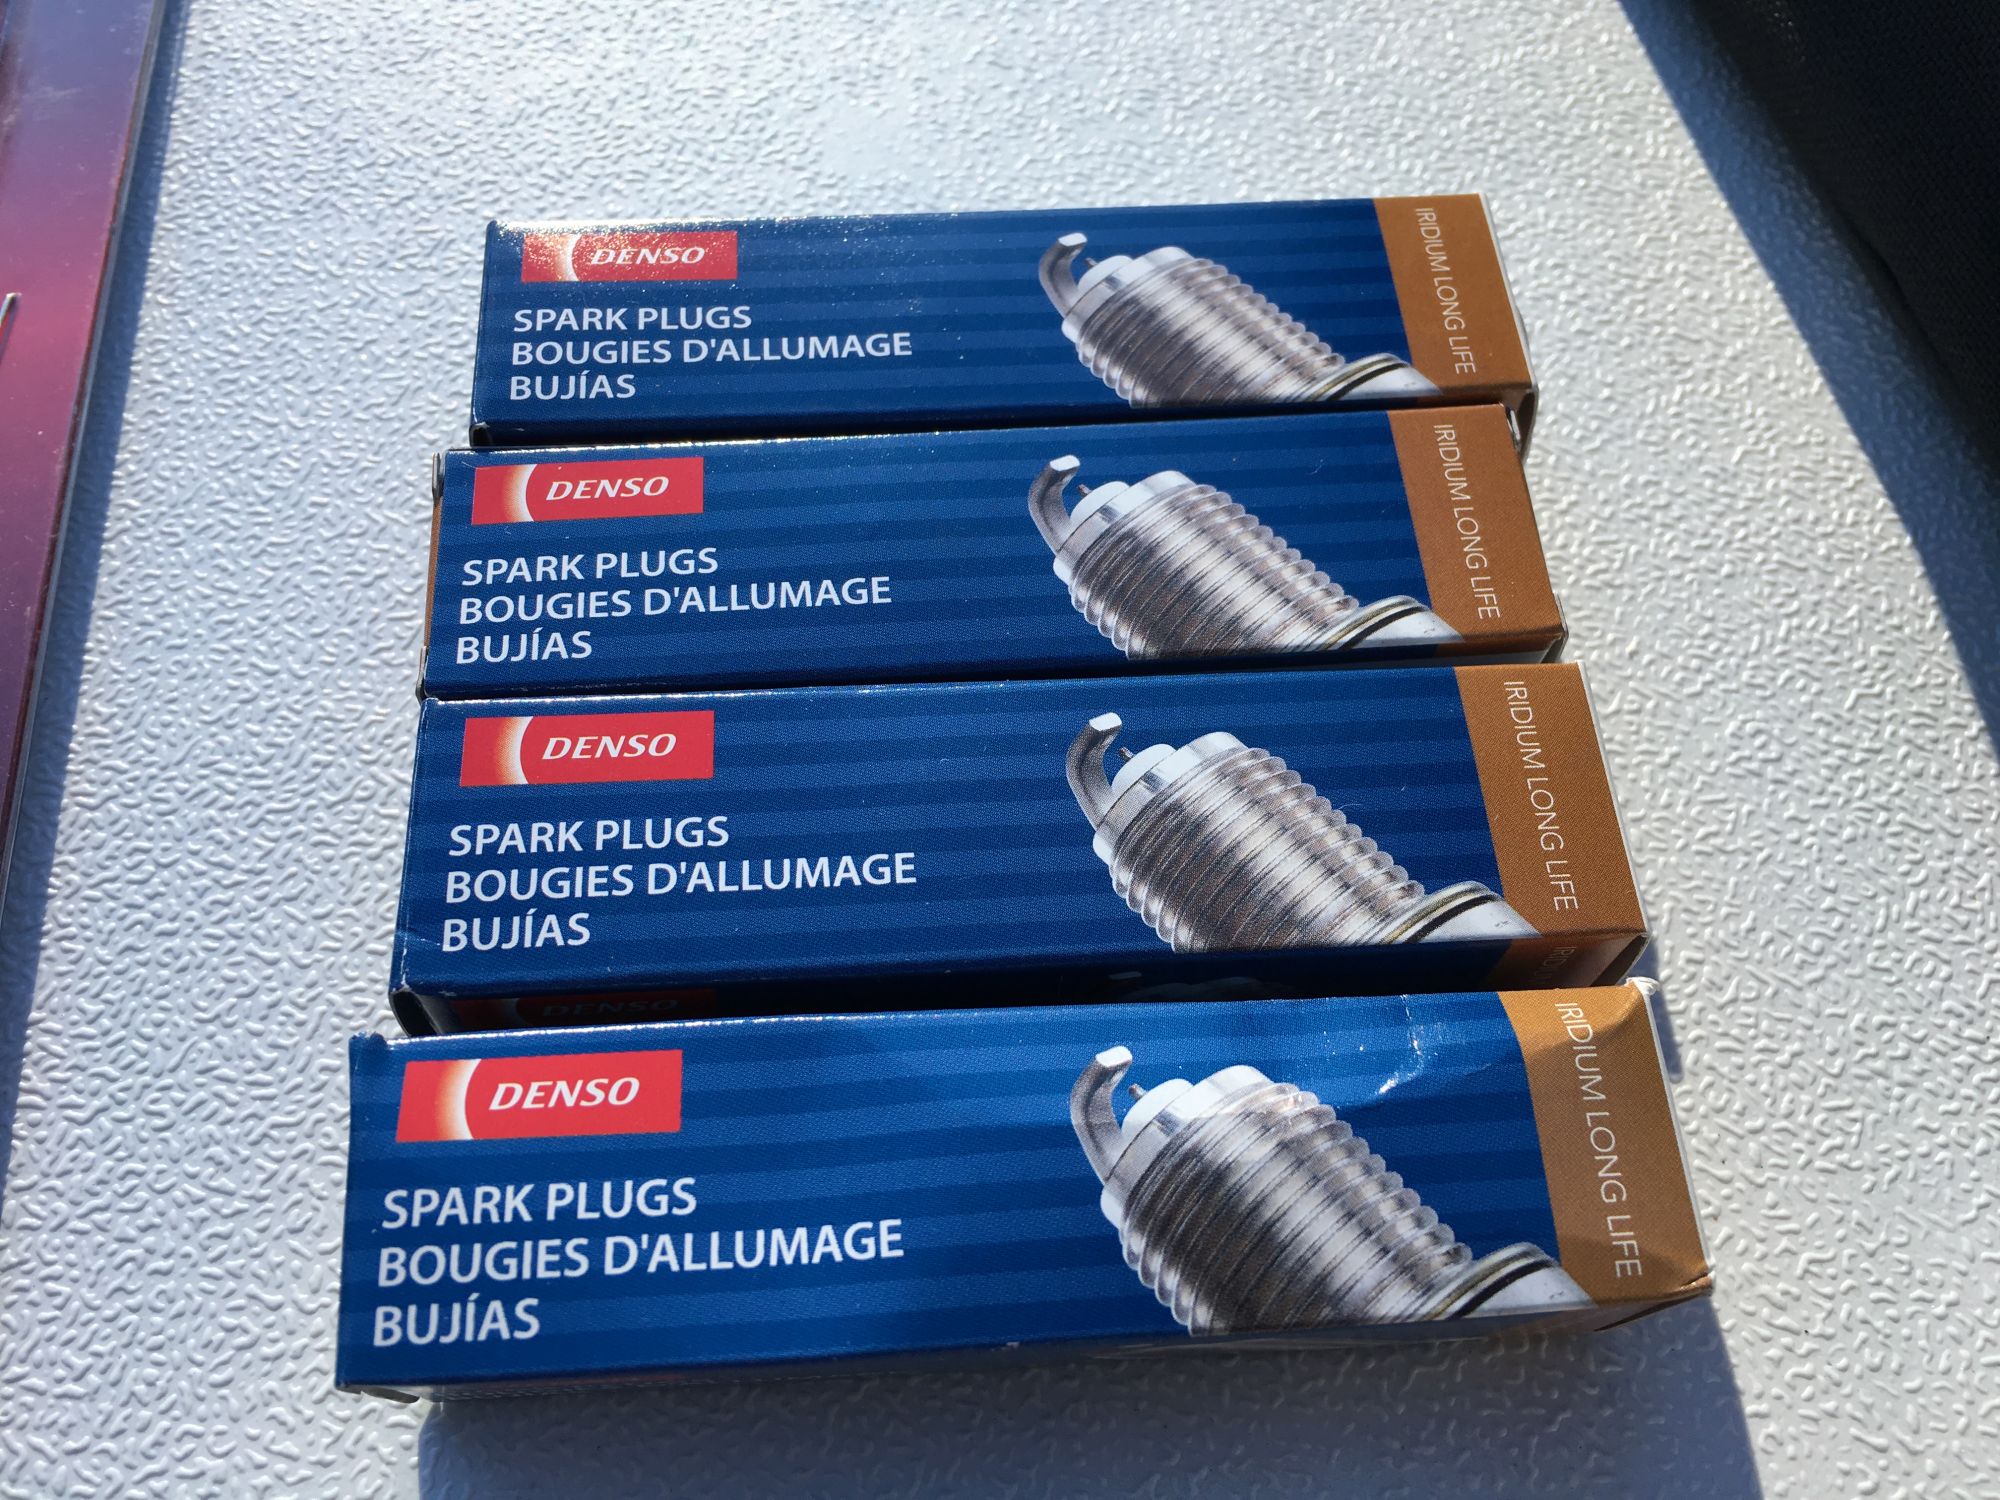 DENSO
SPARK PLUGS
BOUGIES D'ALLUMAGE
BUJÍAS
IRIDIUM LONG LIFE
DENSO
SPARK PLUGS
BOUGIES D'ALLUMAGE
BUJÍAS
IRIDIUM LONG LIFE
DENSO
SPARK PLUGS
BOUGIES D'ALLUMAGE
BUJÍAS
IRIDIUM LONG LIFE
DENSO
DENSO
SPARK PLUGS
BOUGIES D'ALLUMAGE
BUJÍAS
IRIDIUM LONG LIFE